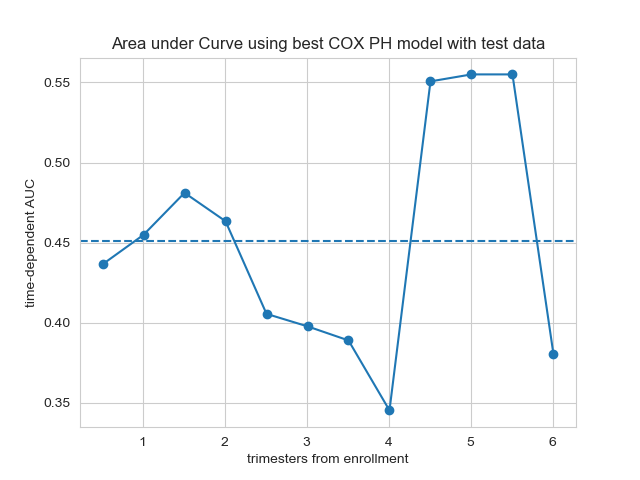 Area under Curve using best COX PH model with test data
time-dependent AUC
0.55
0.50
0.45
0.40
0.35
1 2 3 4 5 6
trimesters from enrollment